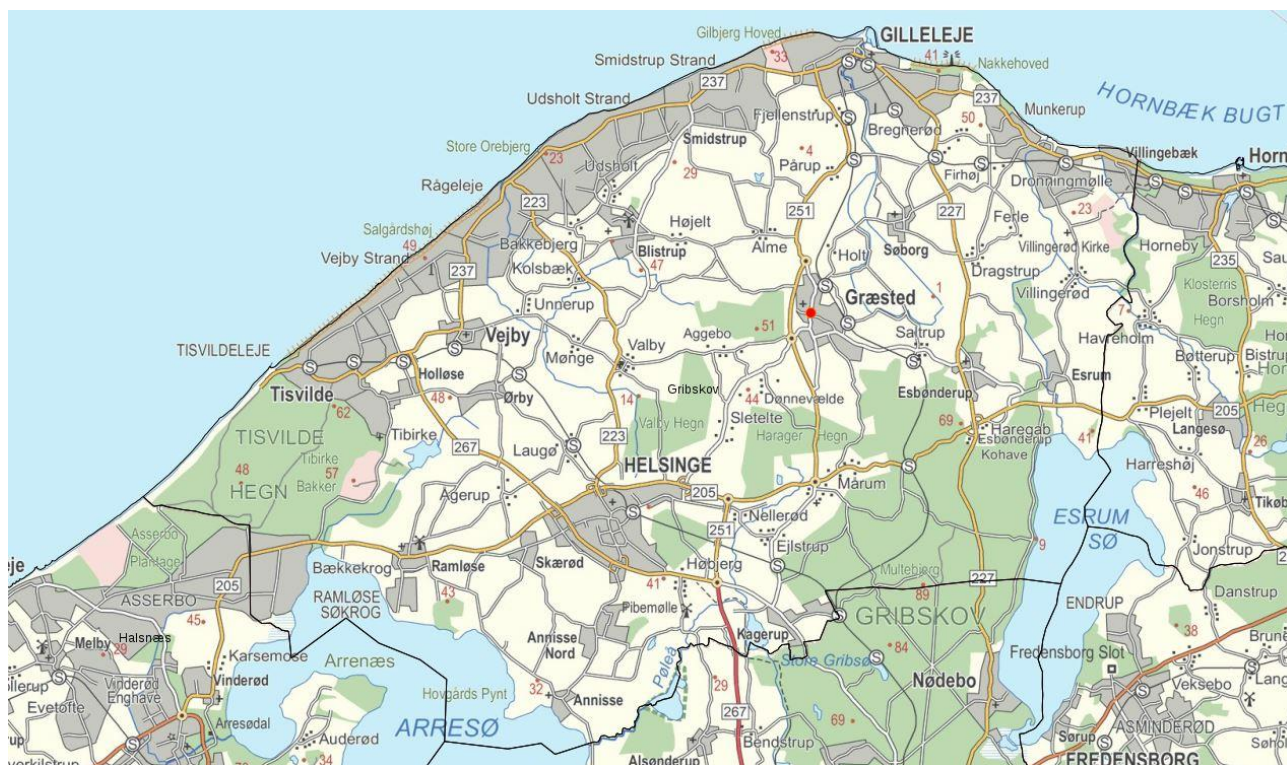 Gilbjerg Hoved
GILLELEJE
33
41
Smidstrup Strand
Nakkehoved
237
237
237
Udsholt Strand
HORNBÆK BUGT
Fjellenstrup
50
Munkerup
Bregnerød
Smidstrup
Store Orebjerg
23
4
Villingebæk
Horn
Udsholt
29
Pårup
Firhøj
Dronningmølle
Rågeleje
223
251
227
Højelt
Ferle
23
Salgårdshøj
Bakkebjerg
Alme
Søborg
Villingerød Kirke
Horneby
49
Blistrup
Holt
235
Vejby Strand
237
Kolsbæk
47
Dragstrup
Sau
Klosterris
Unnerup
Græsted
1
Villingerød
Borsholm
Hegn
7
Vejby
Aggebo
51
Saltrup
Havreholm
TISVILDELEJE
Mønge
Valby
Bøtterup
Bistrup
Holløse
Gribskov
Esrum
Tisvilde
48
Ørby
14
44
Dønnevælde
Esbønderup
Hegn
62
Sletelte
Plejelt
205
Valby Hegn
69
Haregab
Langesø
TISVILDE
Tibirke
267
223
Harager
Hegn
Esbønderup
41
26
Laugø
Kohave
Tibirke
Harreshøj
48
57
HELSINGE
HEGN
Bakker
Agerup
205
Mårum
46
Tikøb
251
Nellerød
ESRUM
SØ
Asserbo
Ejlstrup
9
Jonstrup
Plantage
Skærød
eje
Bækkekrog
Ramløse
Høbjerg
Multebjerg
227
205
41
89
Danstrup
ASSERBO
RAMLØSE
43
Pibemølle
GRIBSKOV
ENDRUP
SØKROG
45
38
Halsnæs
Annisse
Kagerup
Melby
29
Nord
84
Fredensborg Slot
Karsemose
Arrenæs
Pøleå
Store Gribsø
Vinderød
Vinderød
Nødebo
Veksebo
Enghave
Hovgårds Pynt
32
29
Evetofte
Annisse
267
Arresødal
69
ASMINDERØD
ARRESØ
Auderød
Bendstrup
Sørup
34
Alsønderup
FREDENSBORG